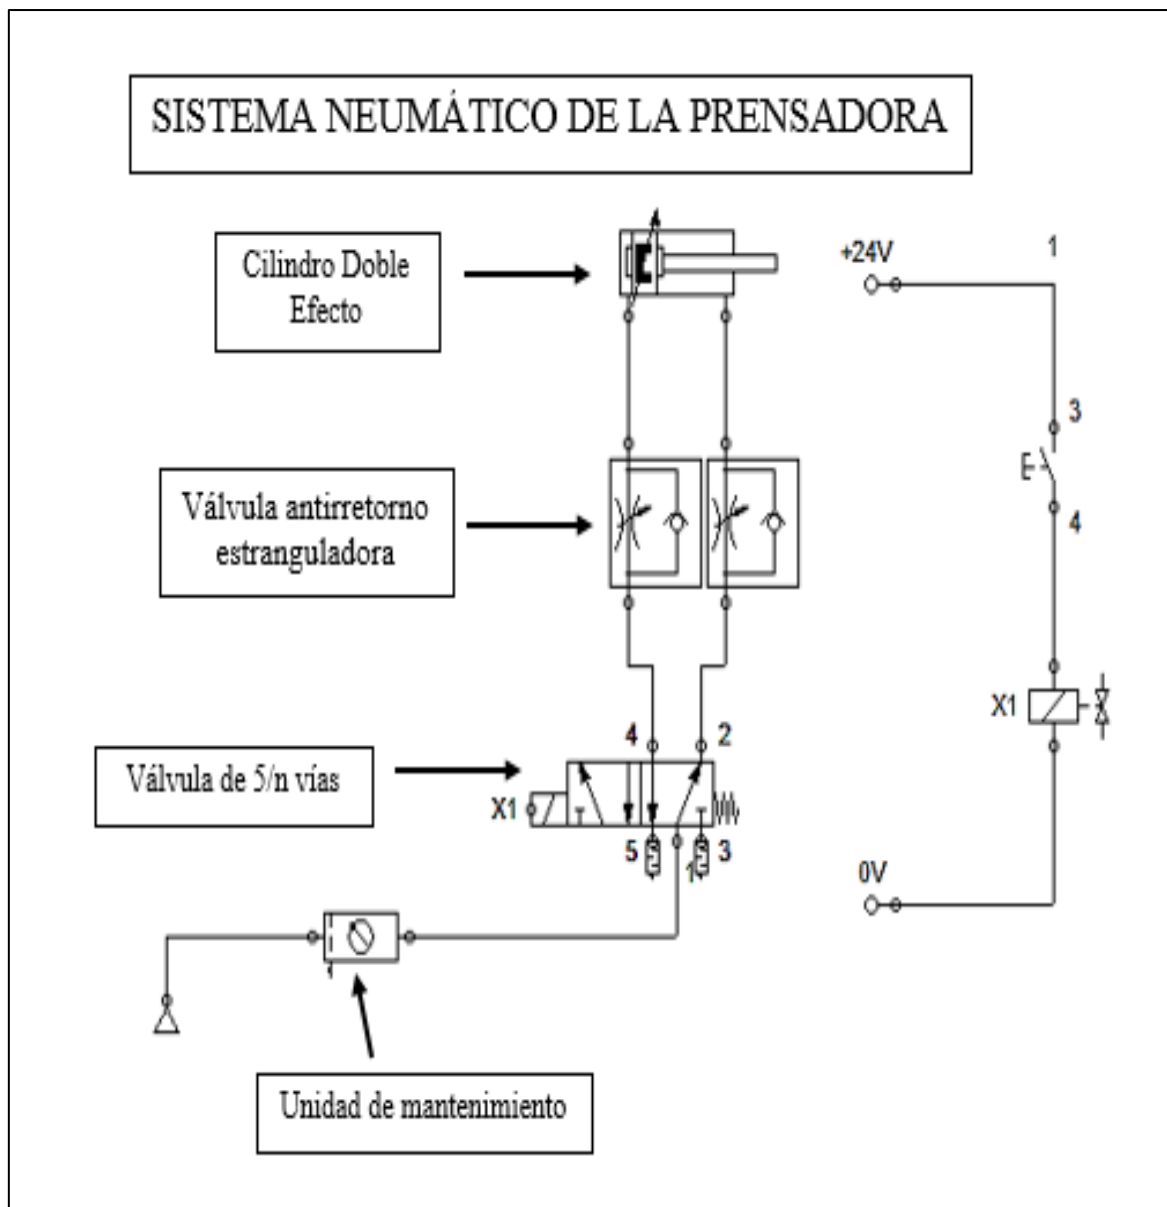 SISTEMA NEUMÁTICO DE LA PRENSADORA
Cilindro Doble
Efecto
+24V
1
3
4
Válvula antirretorno
estranguladora
X1
4
2
Válvula de 5/n vías
X1
5
1
3
0V
Unidad de mantenimiento